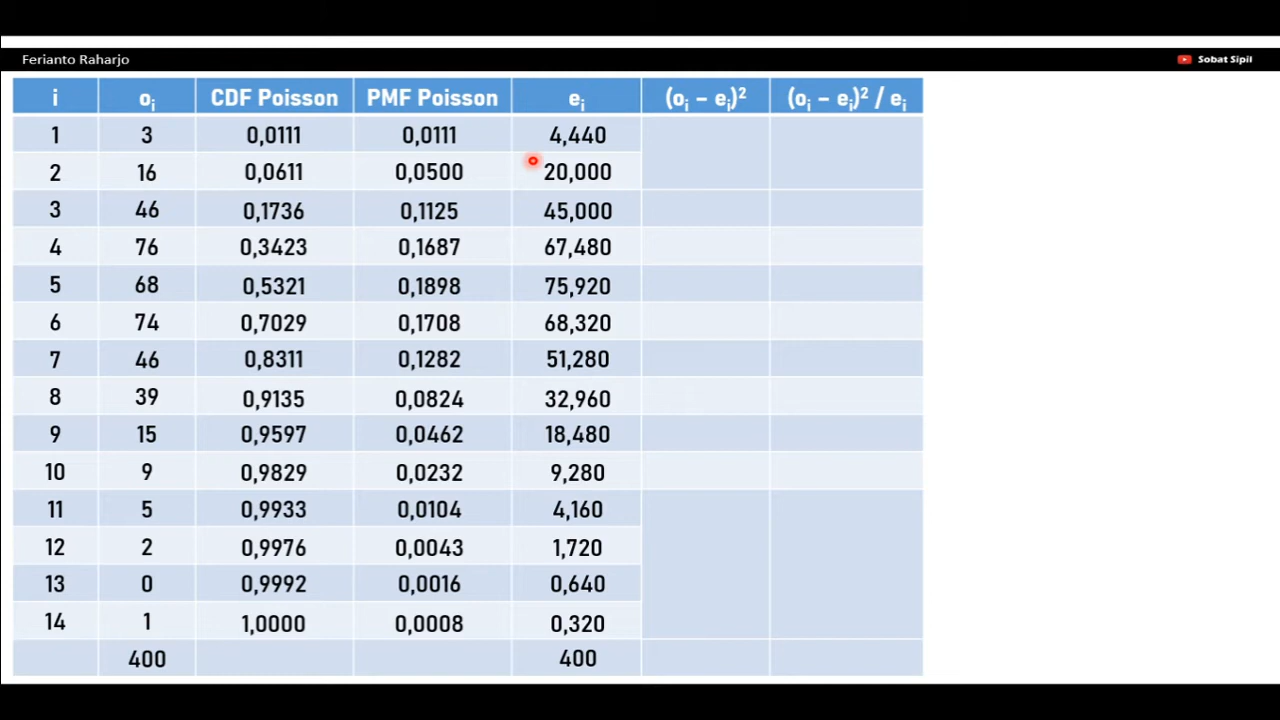 Ferianto Raharjo
Sobat Sipil
i oᵢ CDF Poisson PMF Poisson eᵢ (oᵢ – eᵢ)² (oᵢ – eᵢ)² / eᵢ
1 3 0,0111 0,0111 4,440
2 16 0,0611 0,0500 20,000
3 46 0,1736 0,1125 45,000
4 76 0,3423 0,1687 67,480
5 68 0,5321 0,1898 75,920
6 74 0,7029 0,1708 68,320
7 46 0,8311 0,1282 51,280
8 39 0,9135 0,0824 32,960
9 15 0,9597 0,0462 18,480
10 9 0,9829 0,0232 9,280
11 5 0,9933 0,0104 4,160
12 2 0,9976 0,0043 1,720
13 0 0,9992 0,0016 0,640
14 1 1,0000 0,0008 0,320
400 400